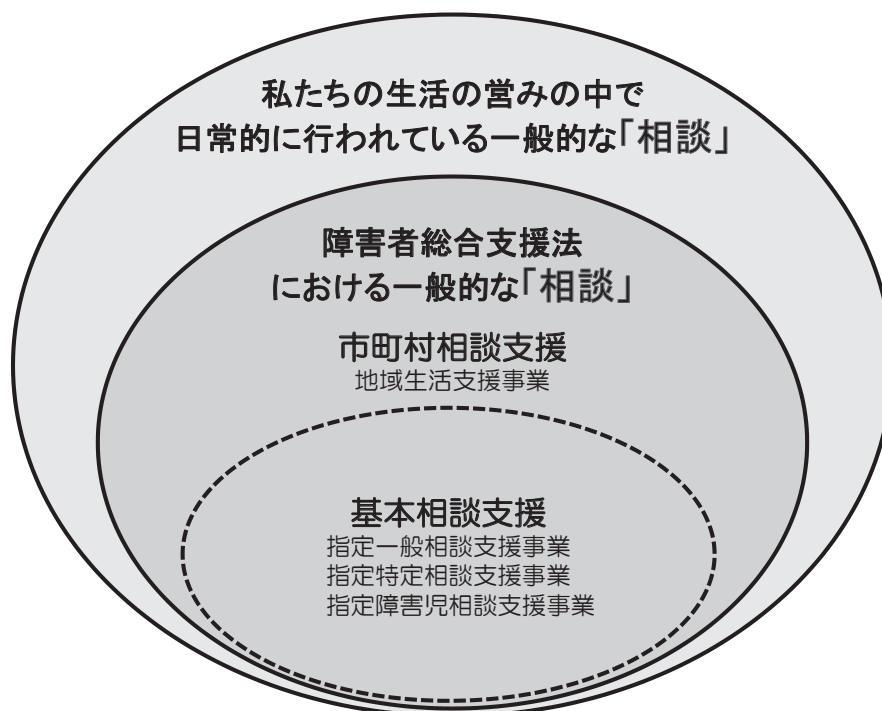 私たちの生活の営みの中で
日常的に行われている一般的な「相談」
障害者総合支援法
における一般的な「相談」
市町村相談支援
地域生活支援事業
基本相談支援
指定一般相談支援事業
指定特定相談支援事業
指定障害児相談支援事業